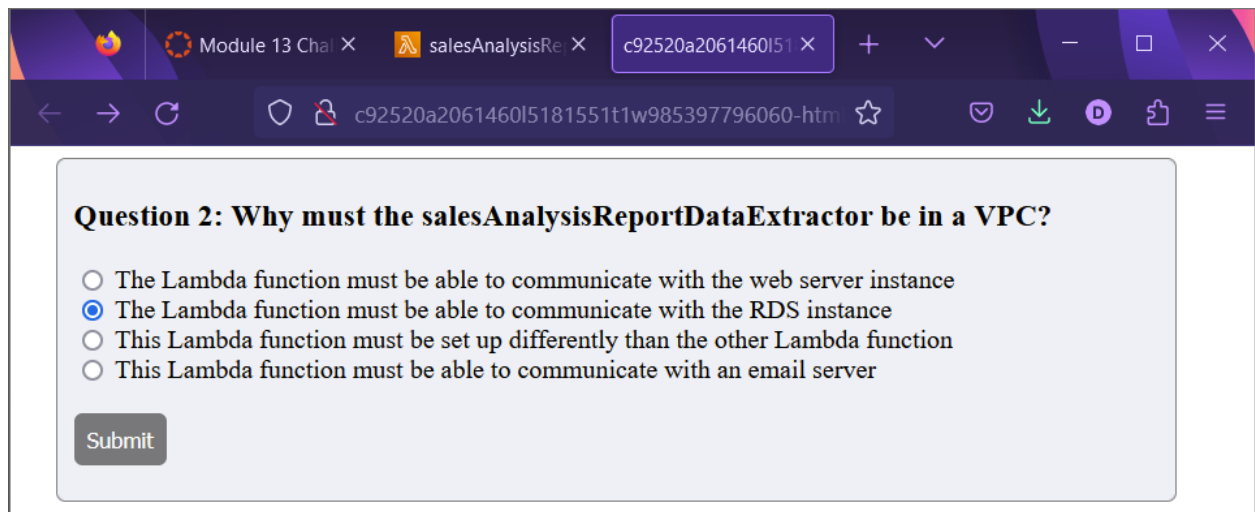 Module 13 Chal
salesAnalysisRe
c92520a2061460l51
c92520a2061460l5181551t1w985397796060-htm
D
Question 2: Why must the salesAnalysisReportDataExtractor be in a VPC?
The Lambda function must be able to communicate with the web server instance
The Lambda function must be able to communicate with the RDS instance
This Lambda function must be set up differently than the other Lambda function
This Lambda function must be able to communicate with an email server
Submit